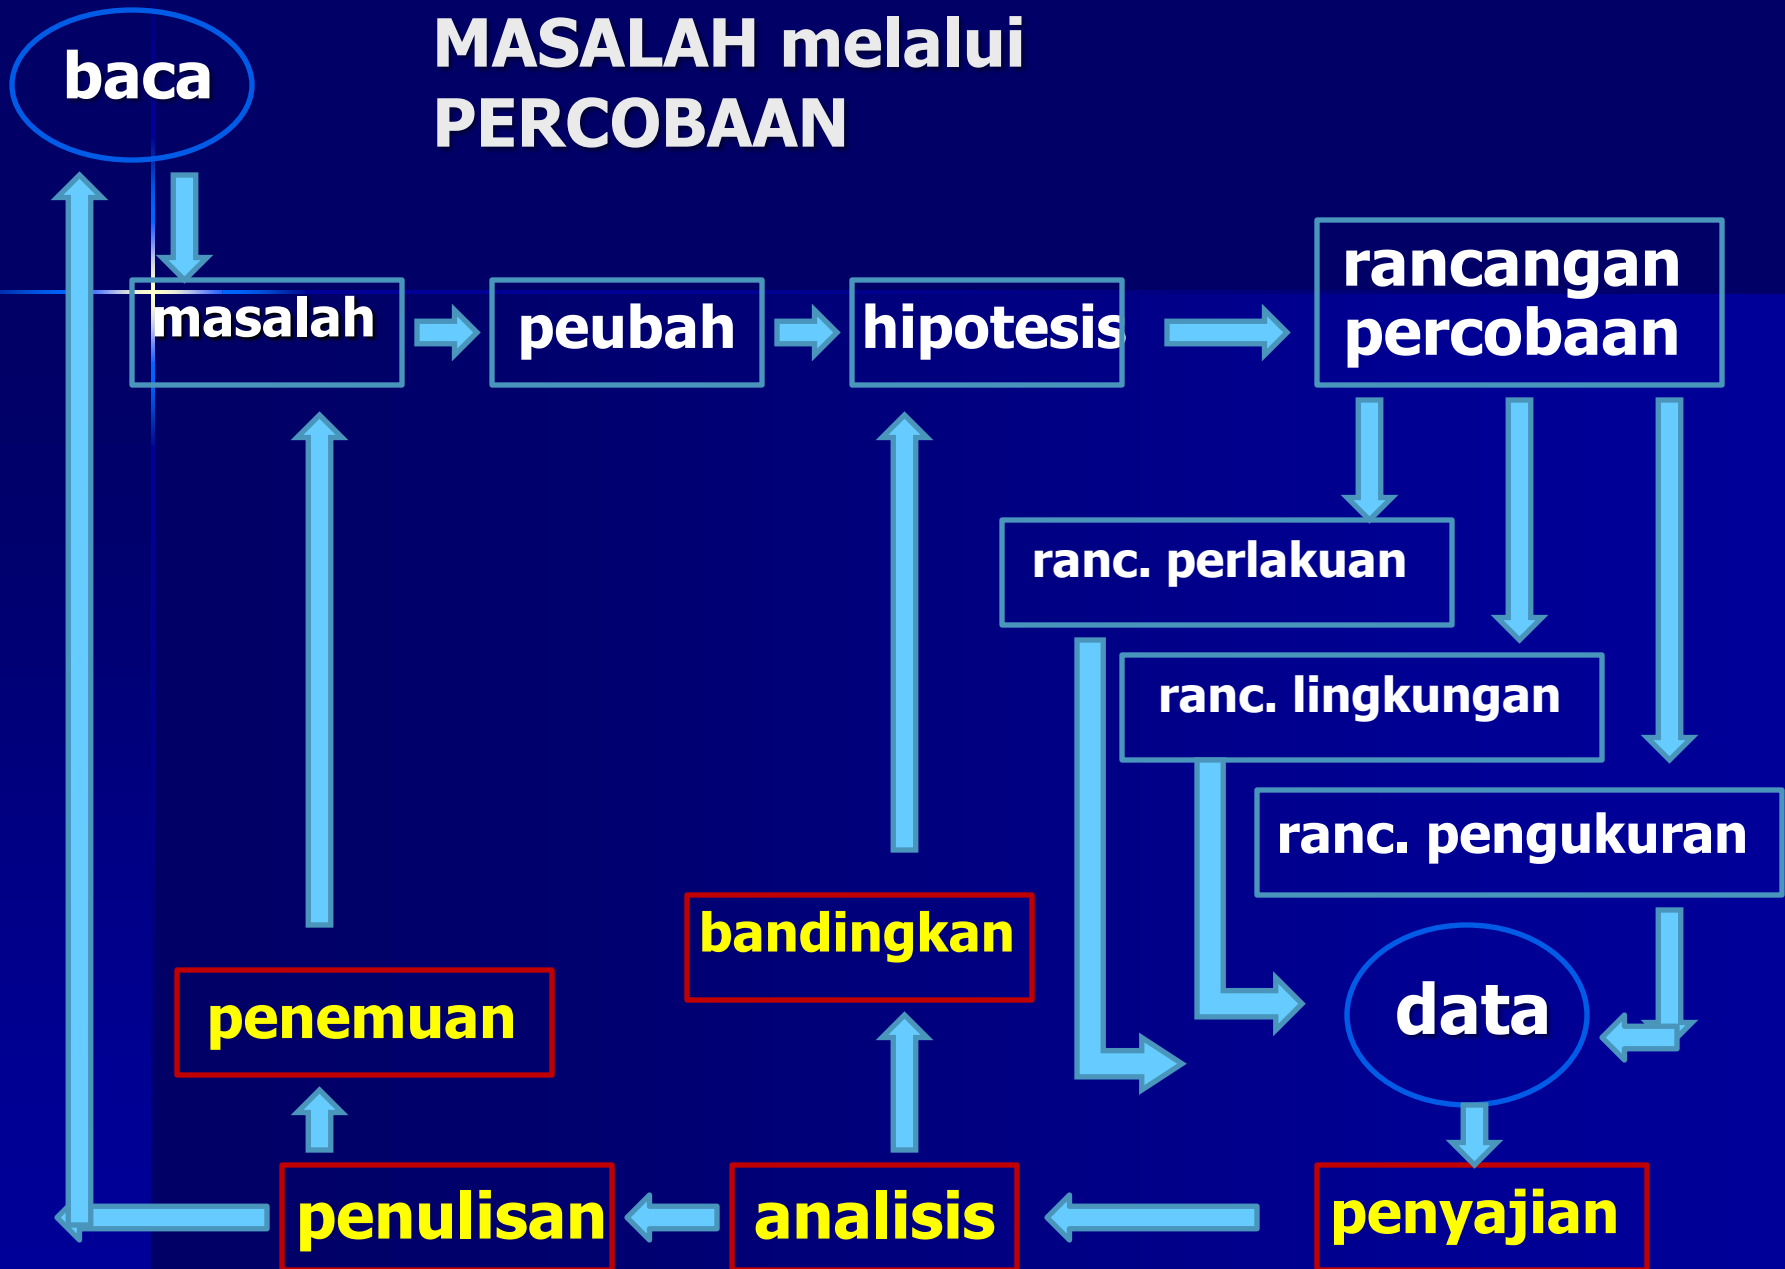 MASALAH melalui
PERCOBAAN
baca
masalah
peubah
hipotesis
rancangan
percobaan
ranc. perlakuan
ranc. lingkungan
ranc. pengukuran
bandingkan
penemuan
data
penulisan
analisis
penyajian